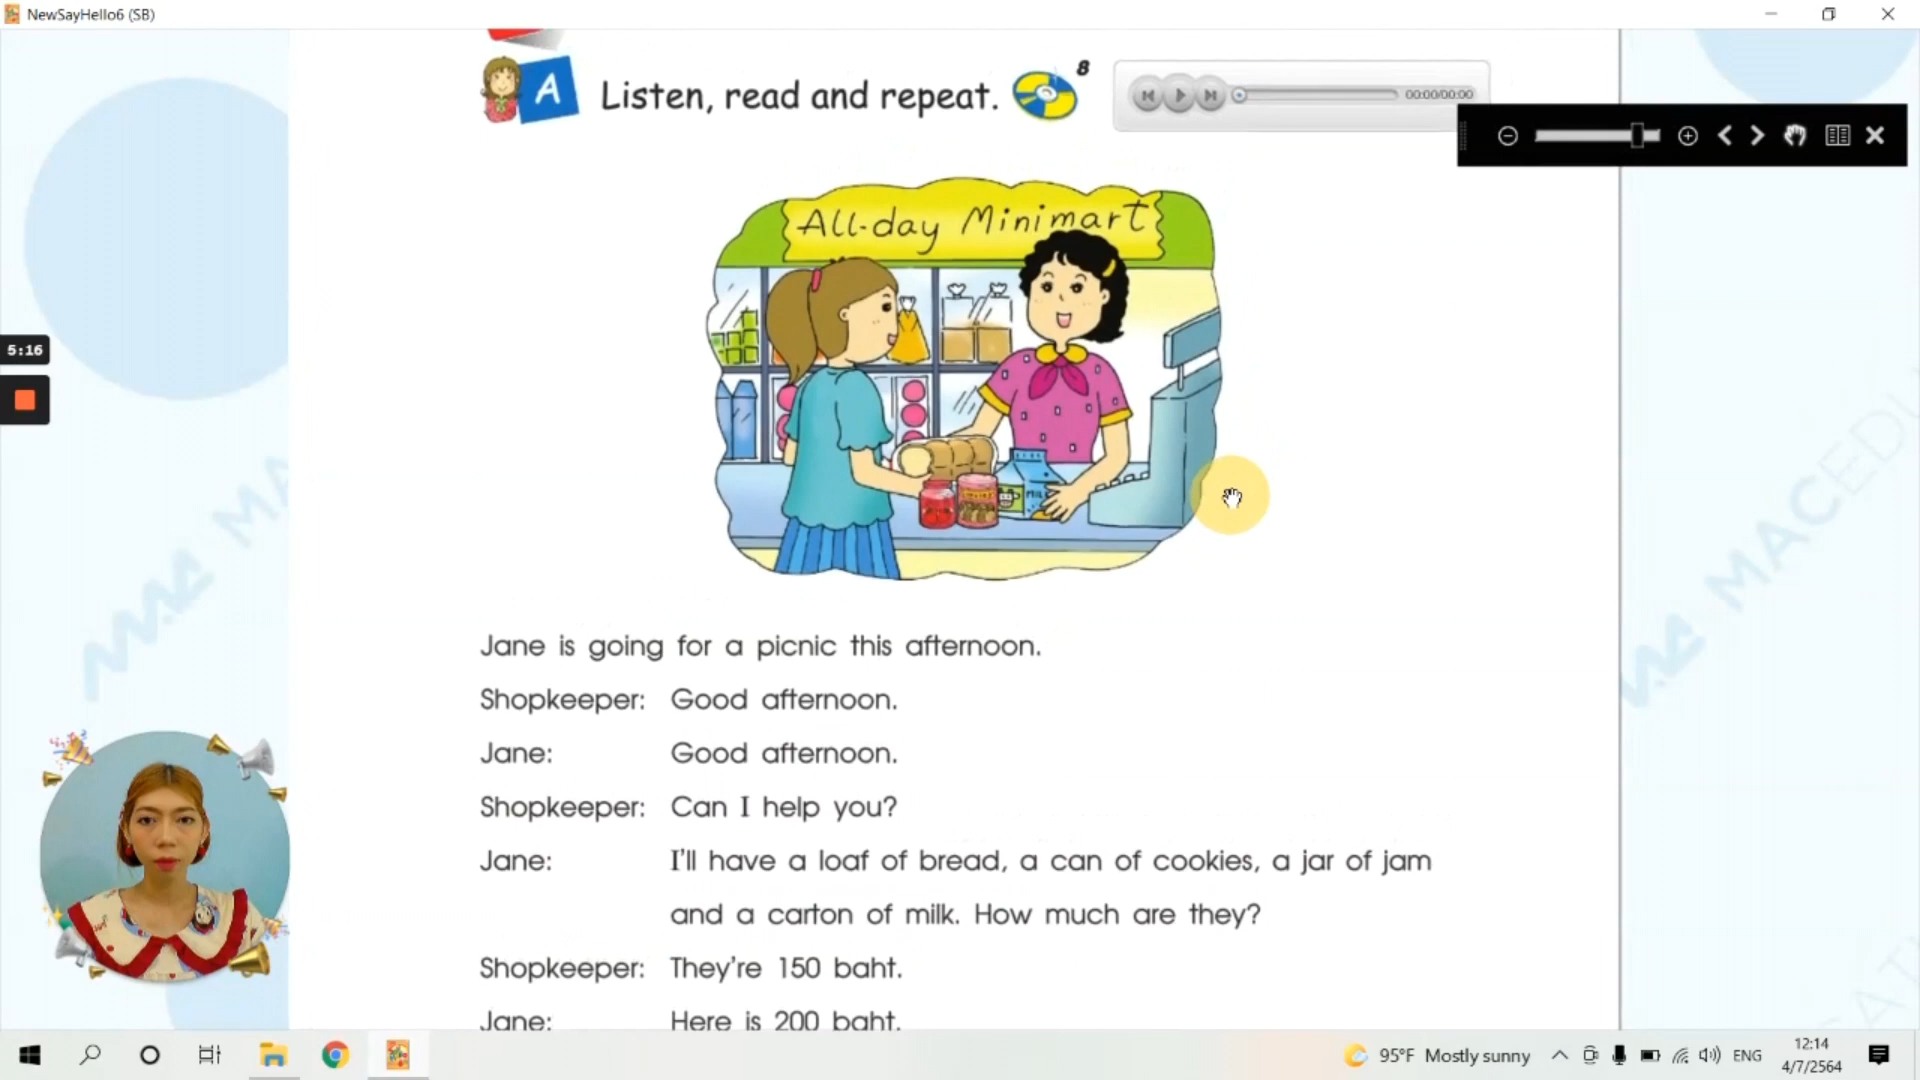 NewSayHello6 (SB)
A Listen, read and repeat. 8
00:00/00:00
All-day Minimart
MILK
5:16
Jane is going for a picnic this afternoon.
Shopkeeper: Good afternoon.
Jane: Good afternoon.
Shopkeeper: Can I help you?
Jane: I'll have a loaf of bread, a can of cookies, a jar of jam
and a carton of milk. How much are they?
Shopkeeper: They're 150 baht.
Jane: Here is 200 baht.
95°F Mostly sunny
ENG
12:14
4/7/2564